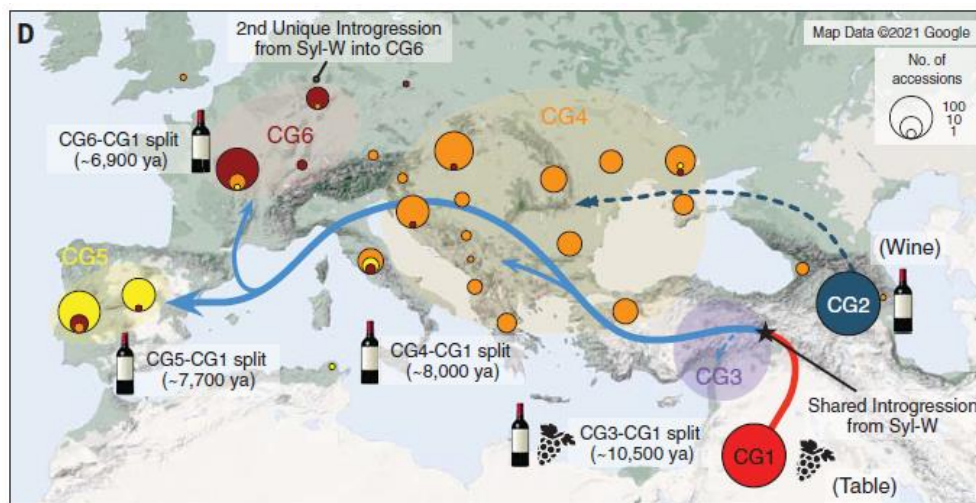 D
2nd Unique Introgression
from Syl-W into CG6
Map Data ©2021 Google
No. of
accessions
100
10
1
CG6-CG1 split
(~6,900 ya)
CG6
CG4
CG5
(Wine)
CG2
CG5-CG1 split
(~7,700 ya)
CG4-CG1 split
(~8,000 ya)
CG3
Shared Introgression
from Syl-W
CG3-CG1 split
(~10,500 ya)
CG1
(Table)